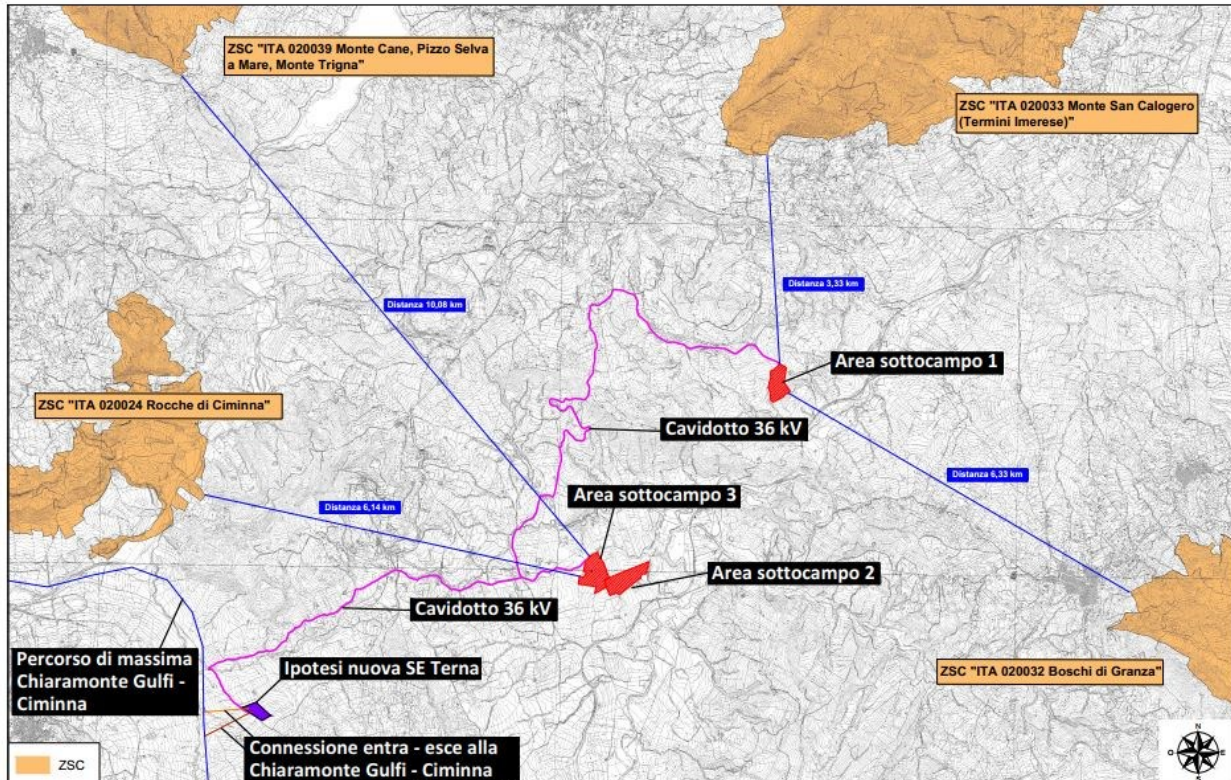 ZSC "ITA 020039 Monte Cane, Pizzo Selva
a Mare, Monte Trigna"
ZSC "ITA 020033 Monte San Calogero
(Termini Imerese)"
Distanza 3,33 km
Distanza 10,08 km
Area sottocampo 1
ZSC "ITA 020024 Rocche di Ciminna"
Cavidotto 36 kV
Distanza 6,33 km
Area sottocampo 3
Distanza 6,14 km
Area sottocampo 2
Cavidotto 36 kV
Percorso di massima
Chiaramonte Gulfi -
Ciminna
Ipotesi nuova SE Terna
ZSC "ITA 020032 Boschi di Granza"
Connessione entra - esce alla
Chiaramonte Gulfi - Ciminna
ZSC
N
O
E